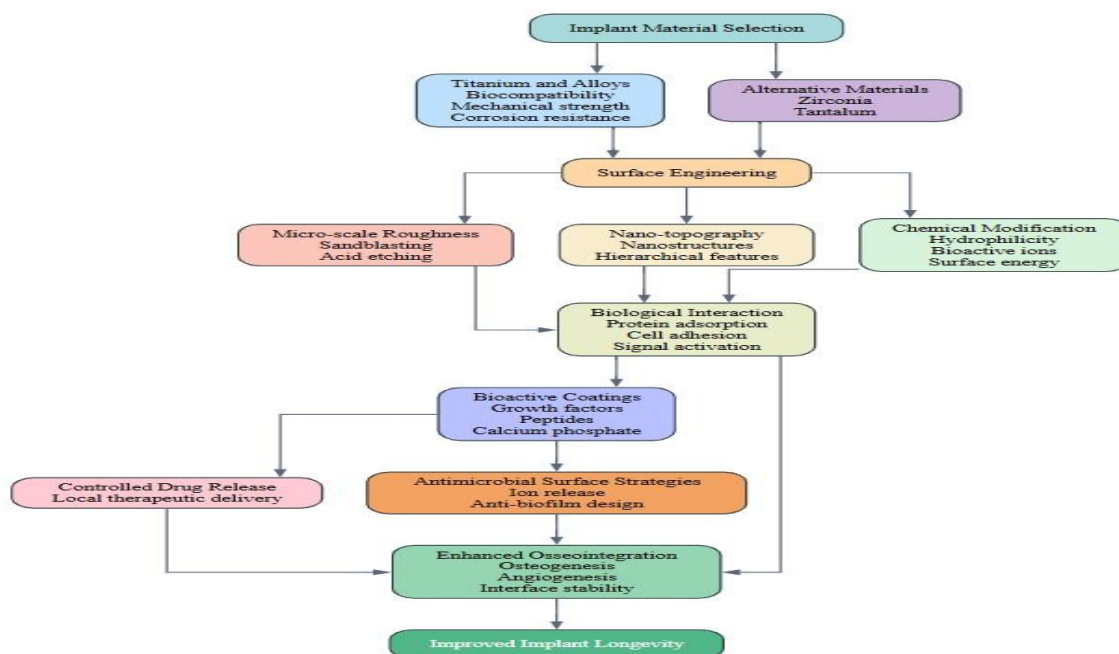 Implant Material Selection
Titanium and Alloys
Biocompatibility
Mechanical strength
Corrosion resistance
Alternative Materials
Zirconia
Tantalum
Surface Engineering
Micro-scale Roughness
Sandblasting
Acid etching
Nano-topography
Nanostructures
Hierarchical features
Chemical Modification
Hydrophilicity
Bioactive ions
Surface energy
Biological Interaction
Protein adsorption
Cell adhesion
Signal activation
Bioactive Coatings
Growth factors
Peptides
Calcium phosphate
Controlled Drug Release
Local therapeutic delivery
Antimicrobial Surface Strategies
Ion release
Anti-biofilm design
Enhanced Osseointegration
Osteogenesis
Angiogenesis
Interface stability
Improved Implant Longevity